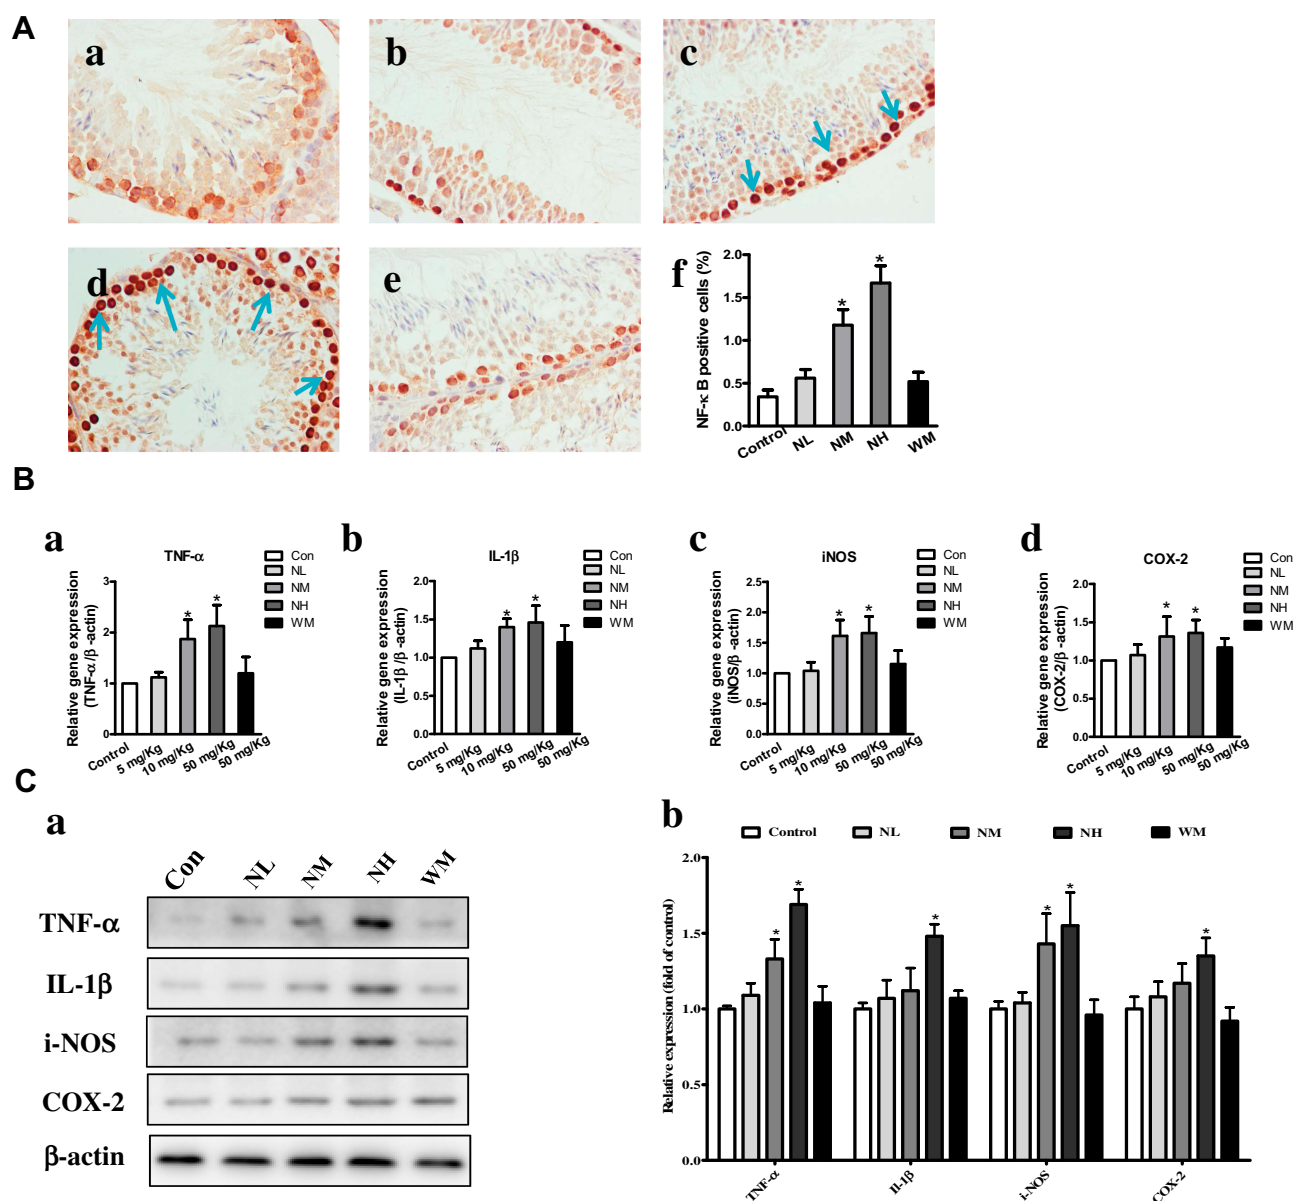 A
a
b
c
d
e
f
NF-κ B positive cells (%)
2.0
1.5
1.0
0.5
0.0
Control
NL
NM
NH
WM
*
*
B
a
TNF-α
Relative gene expression
(TNF-α/β -actin)
3
2
1
0
*
*
Control
5 mg/Kg
10 mg/Kg
50 mg/Kg
50 mg/Kg
Con
NL
NM
NH
WM
b
IL-1β
Relative gene expression
(IL-1β /β -actin)
2.0
1.5
1.0
0.5
0.0
*
*
Control
5 mg/Kg
10 mg/Kg
50 mg/Kg
50 mg/Kg
Con
NL
NM
NH
WM
c
iNOS
Relative gene expression
(iNOS/β -actin)
2.5
2.0
1.5
1.0
0.5
0.0
*
*
Control
5 mg/Kg
10 mg/Kg
50 mg/Kg
50 mg/Kg
Con
NL
NM
NH
WM
d
COX-2
Relative gene expression
(COX-2/β -actin)
2.0
1.5
1.0
0.5
0.0
*
*
Control
5 mg/Kg
10 mg/Kg
50 mg/Kg
50 mg/Kg
Con
NL
NM
NH
WM
C
a
Con
NL
NM
NH
WM
TNF-α
IL-1β
i-NOS
COX-2
β-actin
b
Control
NL
NM
NH
WM
Relative expression (fold of control)
2.0
1.5
1.0
0.5
0.0
*
*
*
*
*
*
TNF-α
Il-1β
i-NOS
COX-2